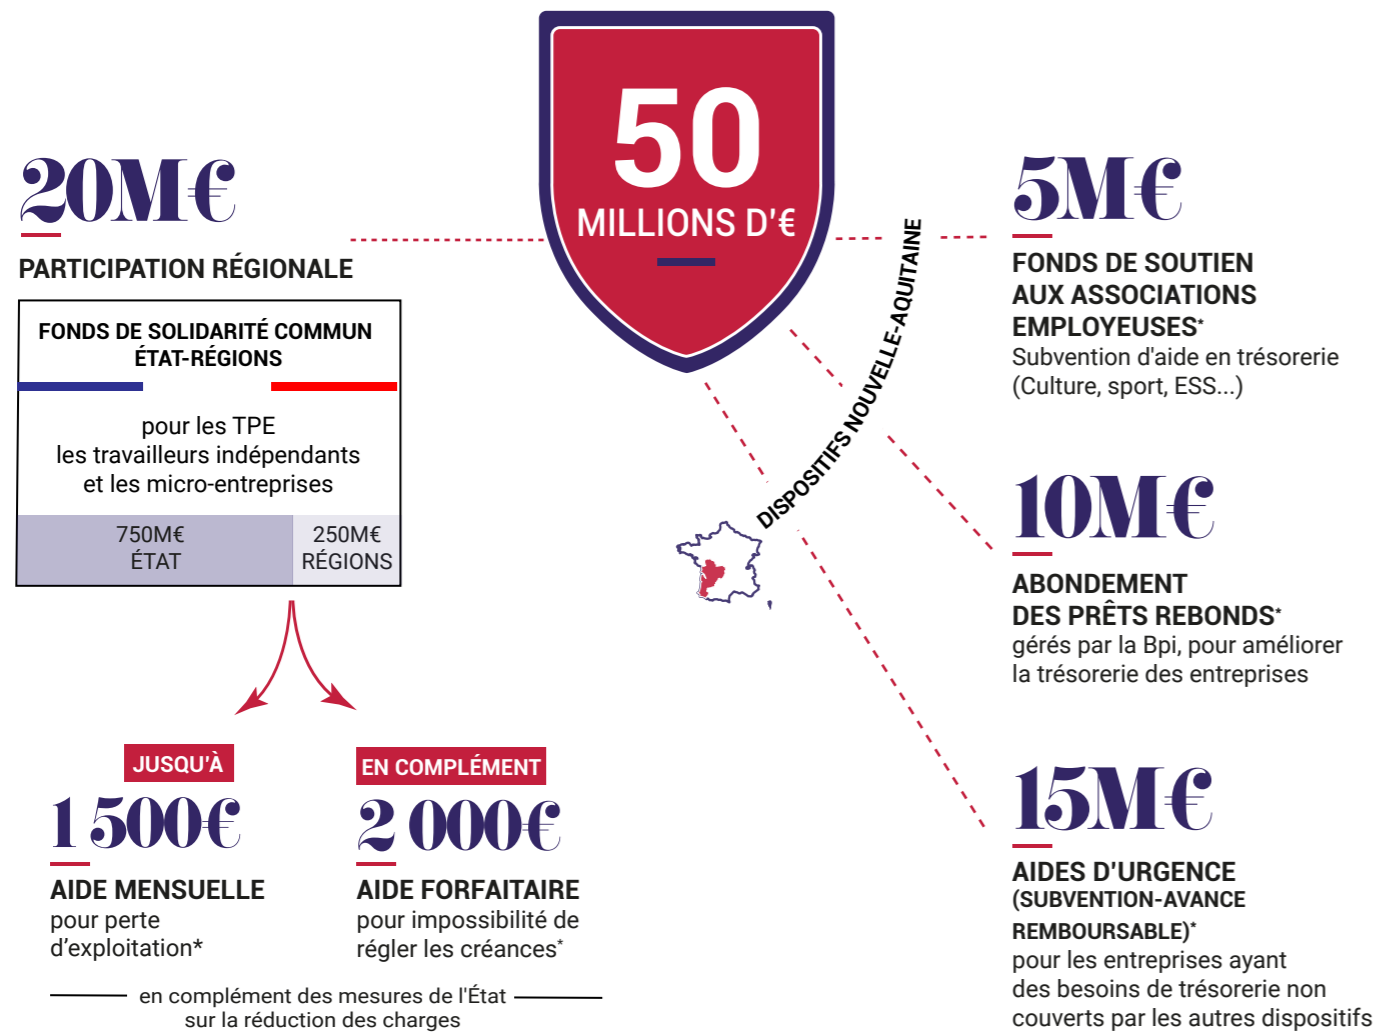 50
MILLIONS D'€
20M€
PARTICIPATION RÉGIONALE
FONDS DE SOLIDARITÉ COMMUN
ÉTAT-RÉGIONS
pour les TPE
les travailleurs indépendants
et les micro-entreprises
750M€
ÉTAT
250M€
RÉGIONS
JUSQU'À
1 500€
AIDE MENSUELLE
pour perte
d'exploitation*
EN COMPLÉMENT
2 000€
AIDE FORFAITAIRE
pour impossibilité de
régler les créances*
en complément des mesures de l'État
sur la réduction des charges
DISPOSITIFS NOUVELLE-AQUITAINE
5M€
FONDS DE SOUTIEN
AUX ASSOCIATIONS
EMPLOYEUSES*
Subvention d'aide en trésorerie
(Culture, sport, ESS...)
10M€
ABONDEMENT
DES PRÊTS REBONDS*
gérés par la Bpi, pour améliorer
la trésorerie des entreprises
15M€
AIDES D'URGENCE
(SUBVENTION-AVANCE
REMBOURSABLE)*
pour les entreprises ayant
des besoins de trésorerie non
couverts par les autres dispositifs